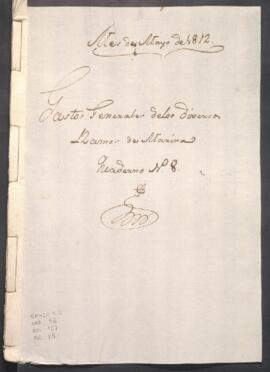 Mes de Mayo de 1812.
Gastos Generales de los diversos
Ramos de Marina
Quaderno Nº 8.